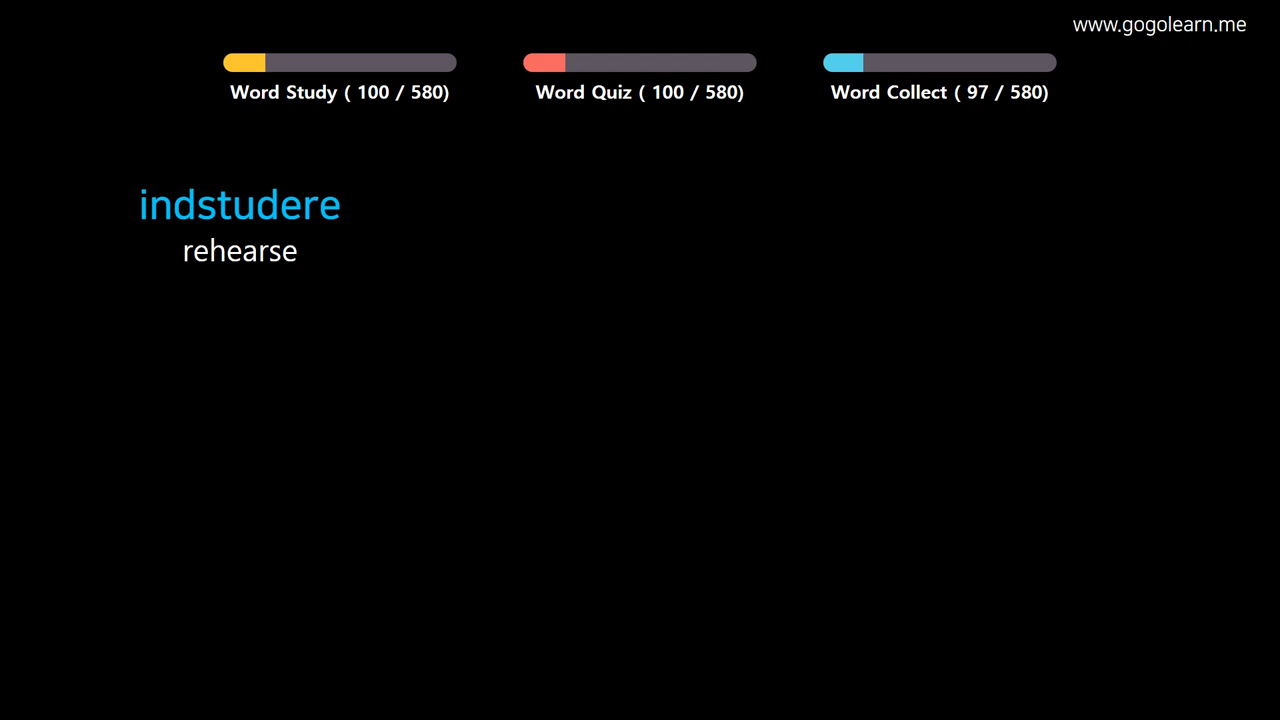 www.gogolearn.me
Word Study ( 100 / 580)
Word Quiz ( 100 / 580)
Word Collect ( 97 / 580)
indstudere
rehearse